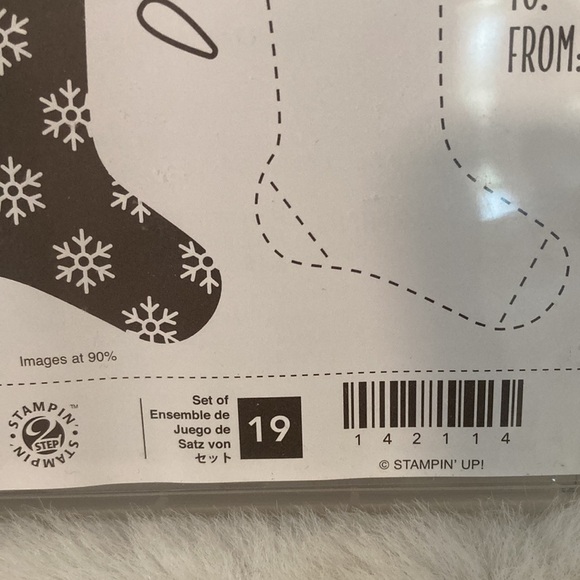 TO:
FROM:
Images at 90%
STAMPIN' 2 STEP STAMPIN' ™
Set of
Ensemble de
Juego de
Satz von
セット
19
142114
© STAMPIN' UP!